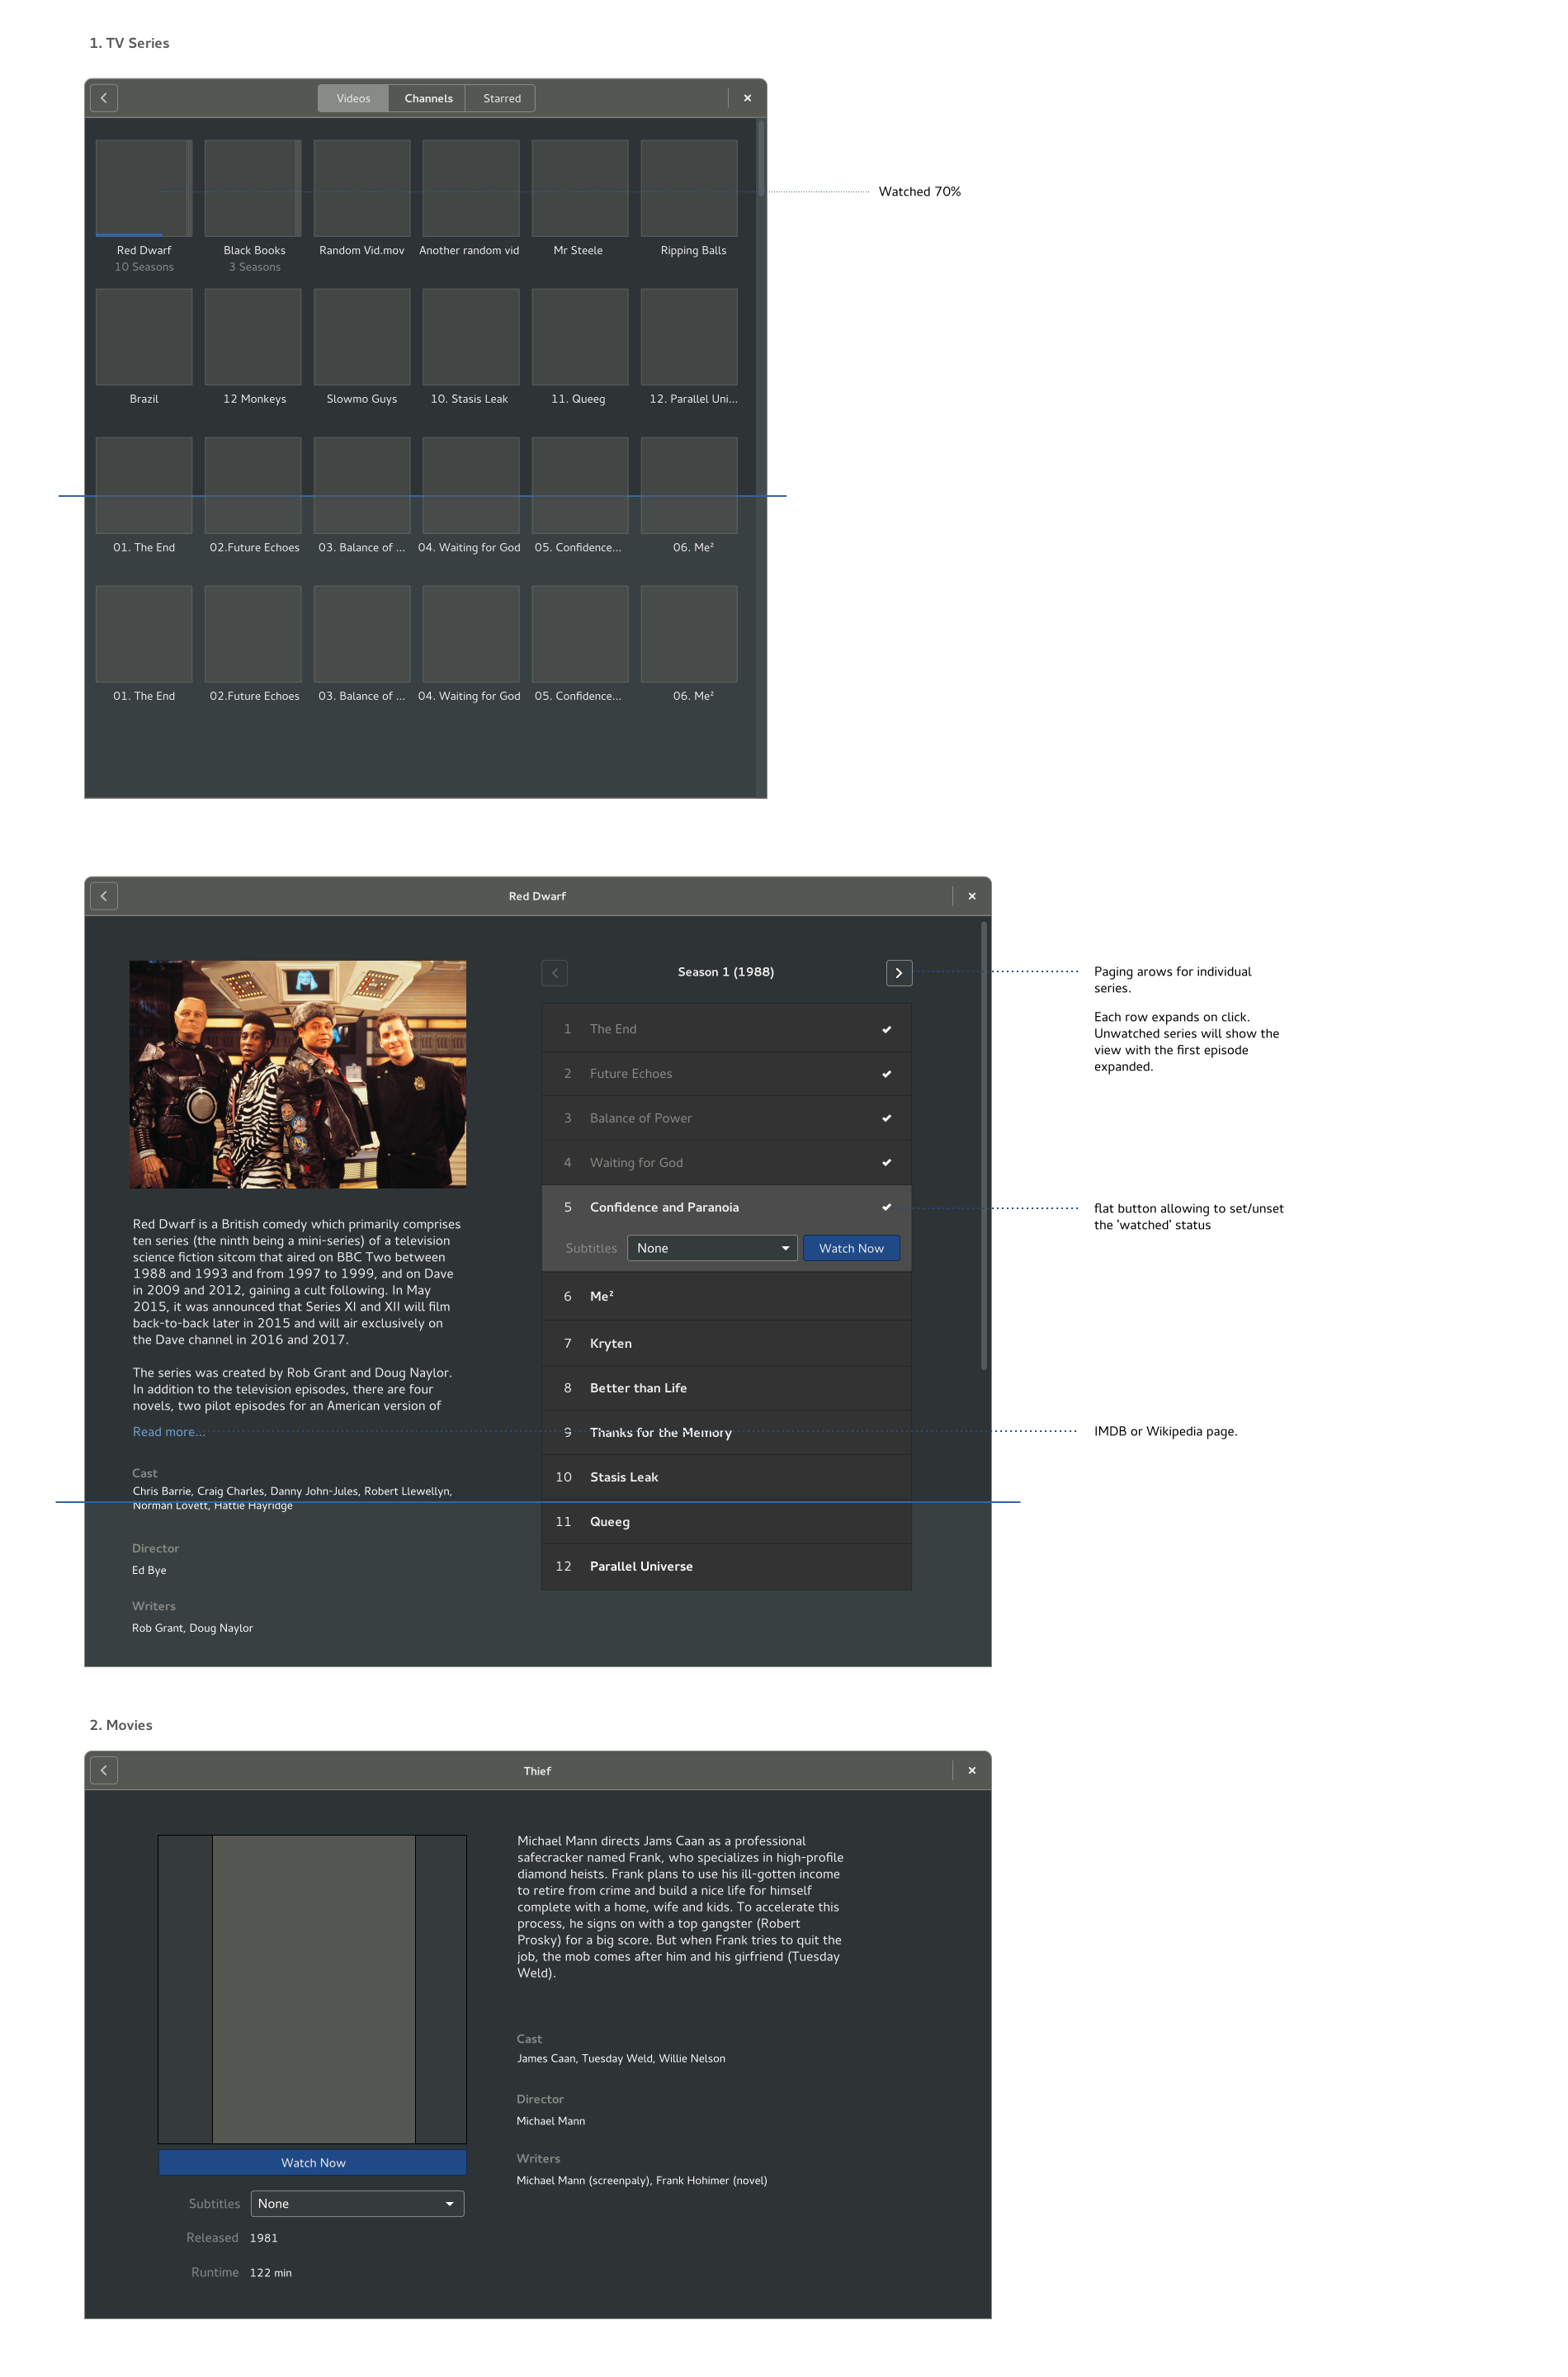 1. TV Series
Videos
Channels
Starred
Watched 70%
Red Dwarf
10 Seasons
Black Books
3 Seasons
Random Vid.mov
Another random vid
Mr Steele
Ripping Balls
Brazil
12 Monkeys
Slowmo Guys
10. Stasis Leak
11. Queeg
12. Parallel Uni...
01. The End
02.Future Echoes
03. Balance of ...
04. Waiting for God
05. Confidence...
06. Me²
01. The End
02.Future Echoes
03. Balance of ...
04. Waiting for God
05. Confidence...
06. Me²
Red Dwarf
Red Dwarf is a British comedy which primarily comprises
ten series (the ninth being a mini-series) of a television
science fiction sitcom that aired on BBC Two between
1988 and 1993 and from 1997 to 1999, and on Dave
in 2009 and 2012, gaining a cult following. In May
2015, it was announced that Series XI and XII will film
back-to-back later in 2015 and will air exclusively on
the Dave channel in 2016 and 2017.
The series was created by Rob Grant and Doug Naylor.
In addition to the television episodes, there are four
novels, two pilot episodes for an American version of
Read more...
Cast
Chris Barrie, Craig Charles, Danny John-Jules, Robert Llewellyn,
Norman Lovett, Hattie Hayridge
Director
Ed Bye
Writers
Rob Grant, Doug Naylor
Season 1 (1988)
1 The End
2 Future Echoes
3 Balance of Power
4 Waiting for God
5 Confidence and Paranoia
Subtitles None Watch Now
6 Me²
7 Kryten
8 Better than Life
9 Thanks for the Memory
10 Stasis Leak
11 Queeg
12 Parallel Universe
Paging arows for individual
series.
Each row expands on click.
Unwatched series will show the
view with the first episode
expanded.
flat button allowing to set/unset
the 'watched' status
IMDB or Wikipedia page.
2. Movies
Thief
Watch Now
Subtitles None
Released 1981
Runtime 122 min
Michael Mann directs Jams Caan as a professional
safecracker named Frank, who specializes in high-profile
diamond heists. Frank plans to use his ill-gotten income
to retire from crime and build a nice life for himself
complete with a home, wife and kids. To accelerate this
process, he signs on with a top gangster (Robert
Prosky) for a big score. But when Frank tries to quit the
job, the mob comes after him and his girfriend (Tuesday
Weld).
Cast
James Caan, Tuesday Weld, Willie Nelson
Director
Michael Mann
Writers
Michael Mann (screenpaly), Frank Hohimer (novel)